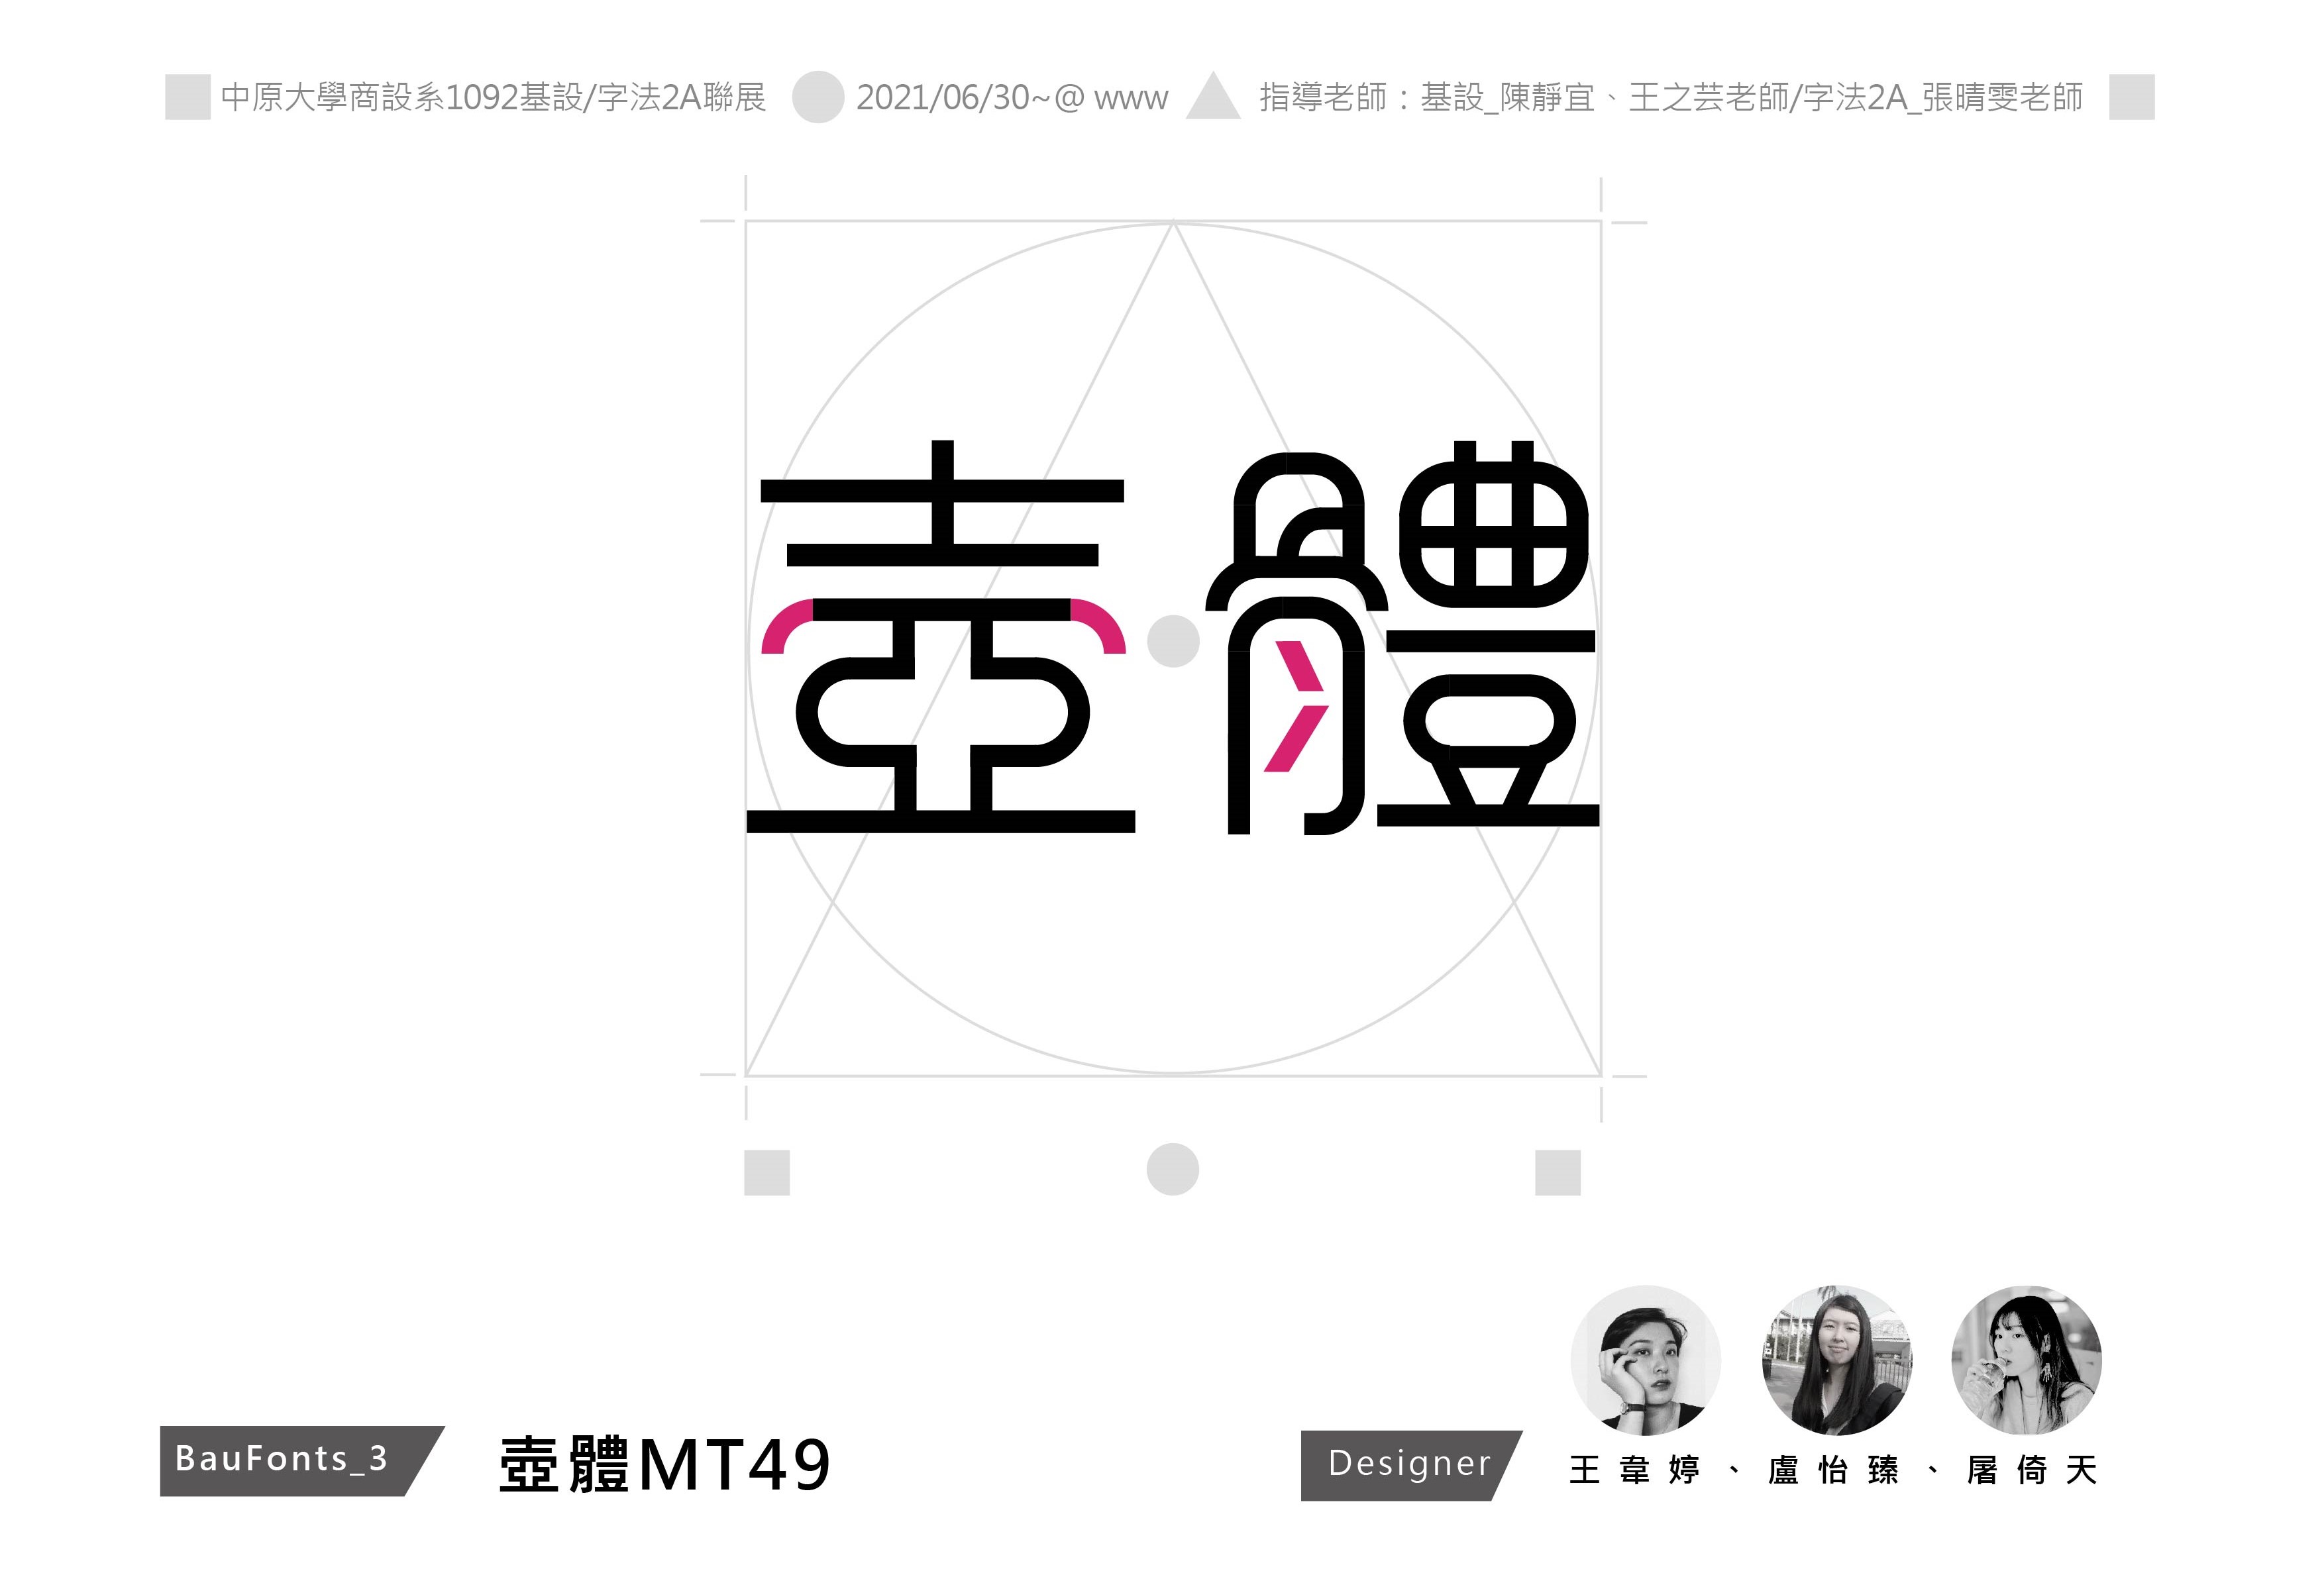 中原大學商設系1092基設/字法2A聯展 2021/06/30~@ www 指導老師：基設_陳靜宜、王之芸老師/字法2A_張晴雯老師
壺體
BauFonts_3
壺體MT49
Designer
王韋婷、盧怡臻、屠倚天